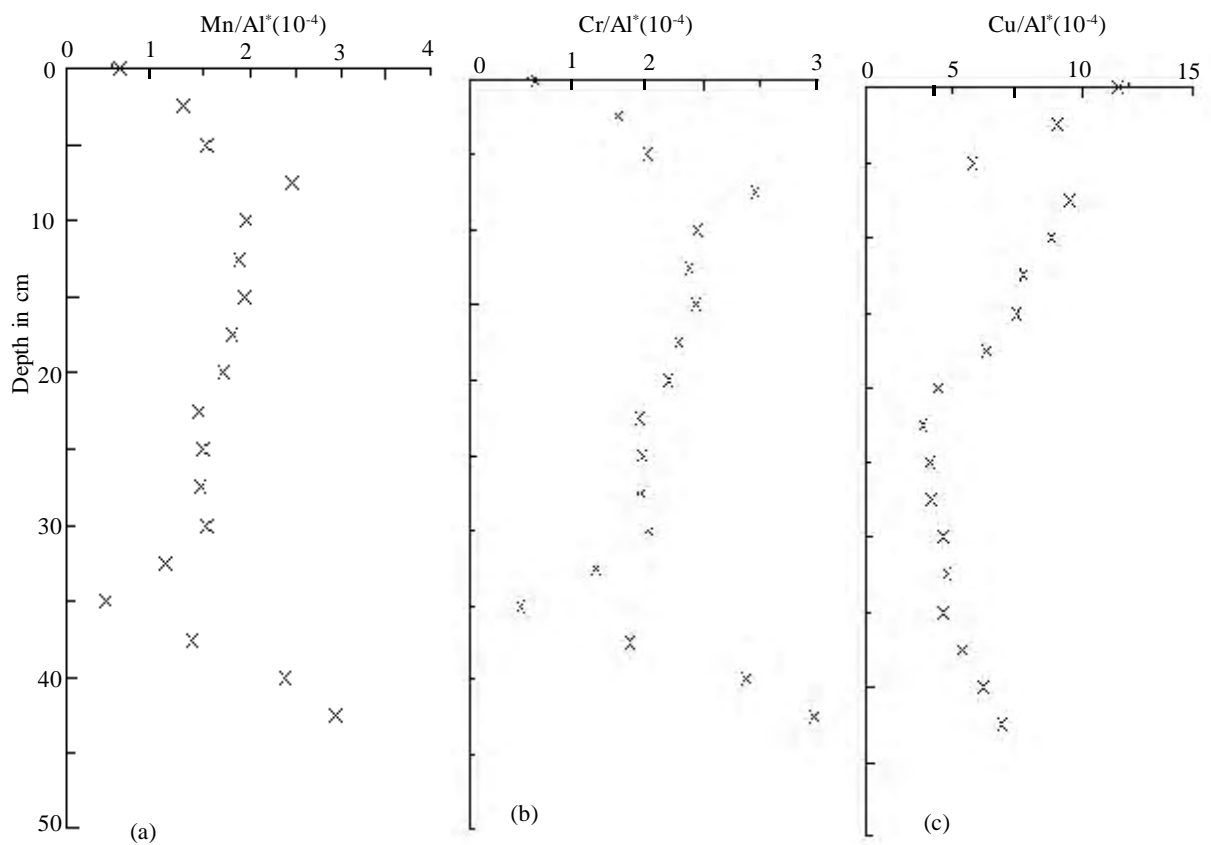 Mn/Al*(10-4)
0 1 2 3 4
0
10
20
30
40
50
Depth in cm
(a)
Cr/Al*(10-4)
0 1 2 3
(b)
Cu/Al*(10-4)
0 5 10 15
(c)